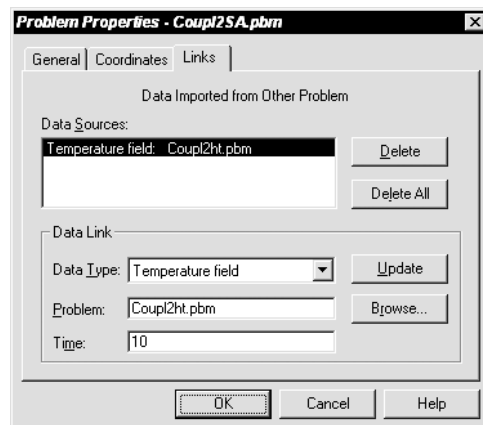 Problem Properties - Coupl2SA.pbm
General Coordinates Links
Data Imported from Other Problem
Data Sources:
Temperature field: Coupl2ht.pbm
Delete
Delete All
Data Link
Data Type: Temperature field Update
Problem: Coupl2ht.pbm Browse...
Time: 10
OK Cancel Help